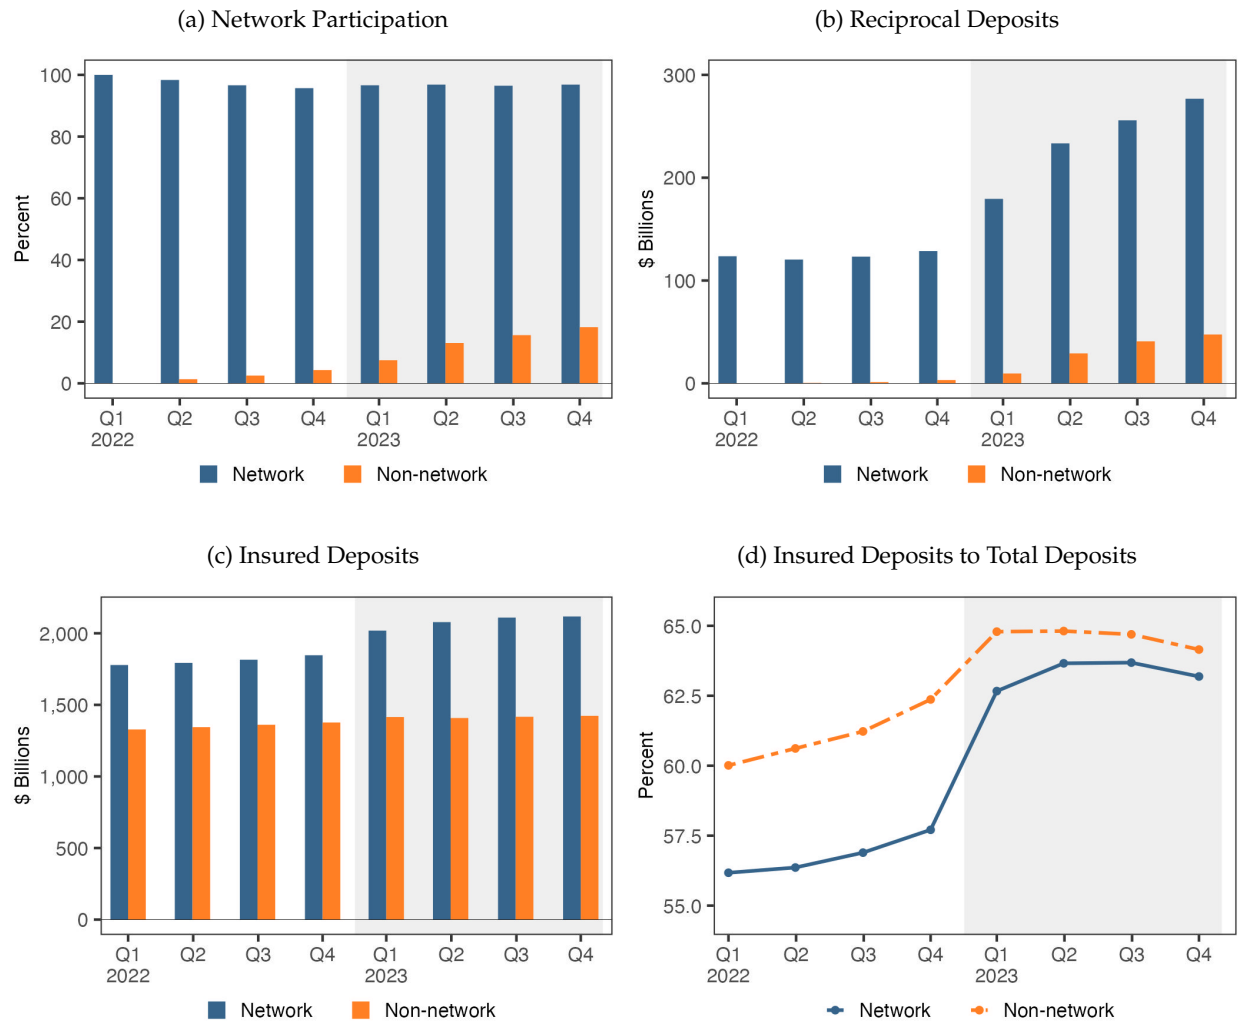 (a) Network Participation
Percent
100
80
60
40
20
0
Q1 Q2 Q3 Q4 Q1 Q2 Q3 Q4
2022 2023
Network Non-network
(b) Reciprocal Deposits
$ Billions
300
200
100
0
Q1 Q2 Q3 Q4 Q1 Q2 Q3 Q4
2022 2023
Network Non-network
(c) Insured Deposits
$ Billions
2,000
1,500
1,000
500
0
Q1 Q2 Q3 Q4 Q1 Q2 Q3 Q4
2022 2023
Network Non-network
(d) Insured Deposits to Total Deposits
Percent
65.0
62.5
60.0
57.5
55.0
Q1 Q2 Q3 Q4 Q1 Q2 Q3 Q4
2022 2023
Network Non-network